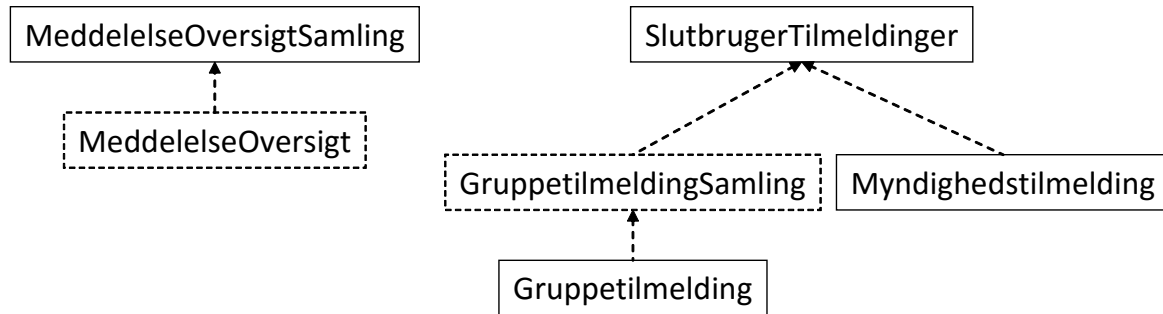 MeddelelseOversigtSamling
SlutbrugerTilmeldinger
MeddelelseOversigt
GruppetilmeldingSamling
Myndighedstilmelding
Gruppetilmelding